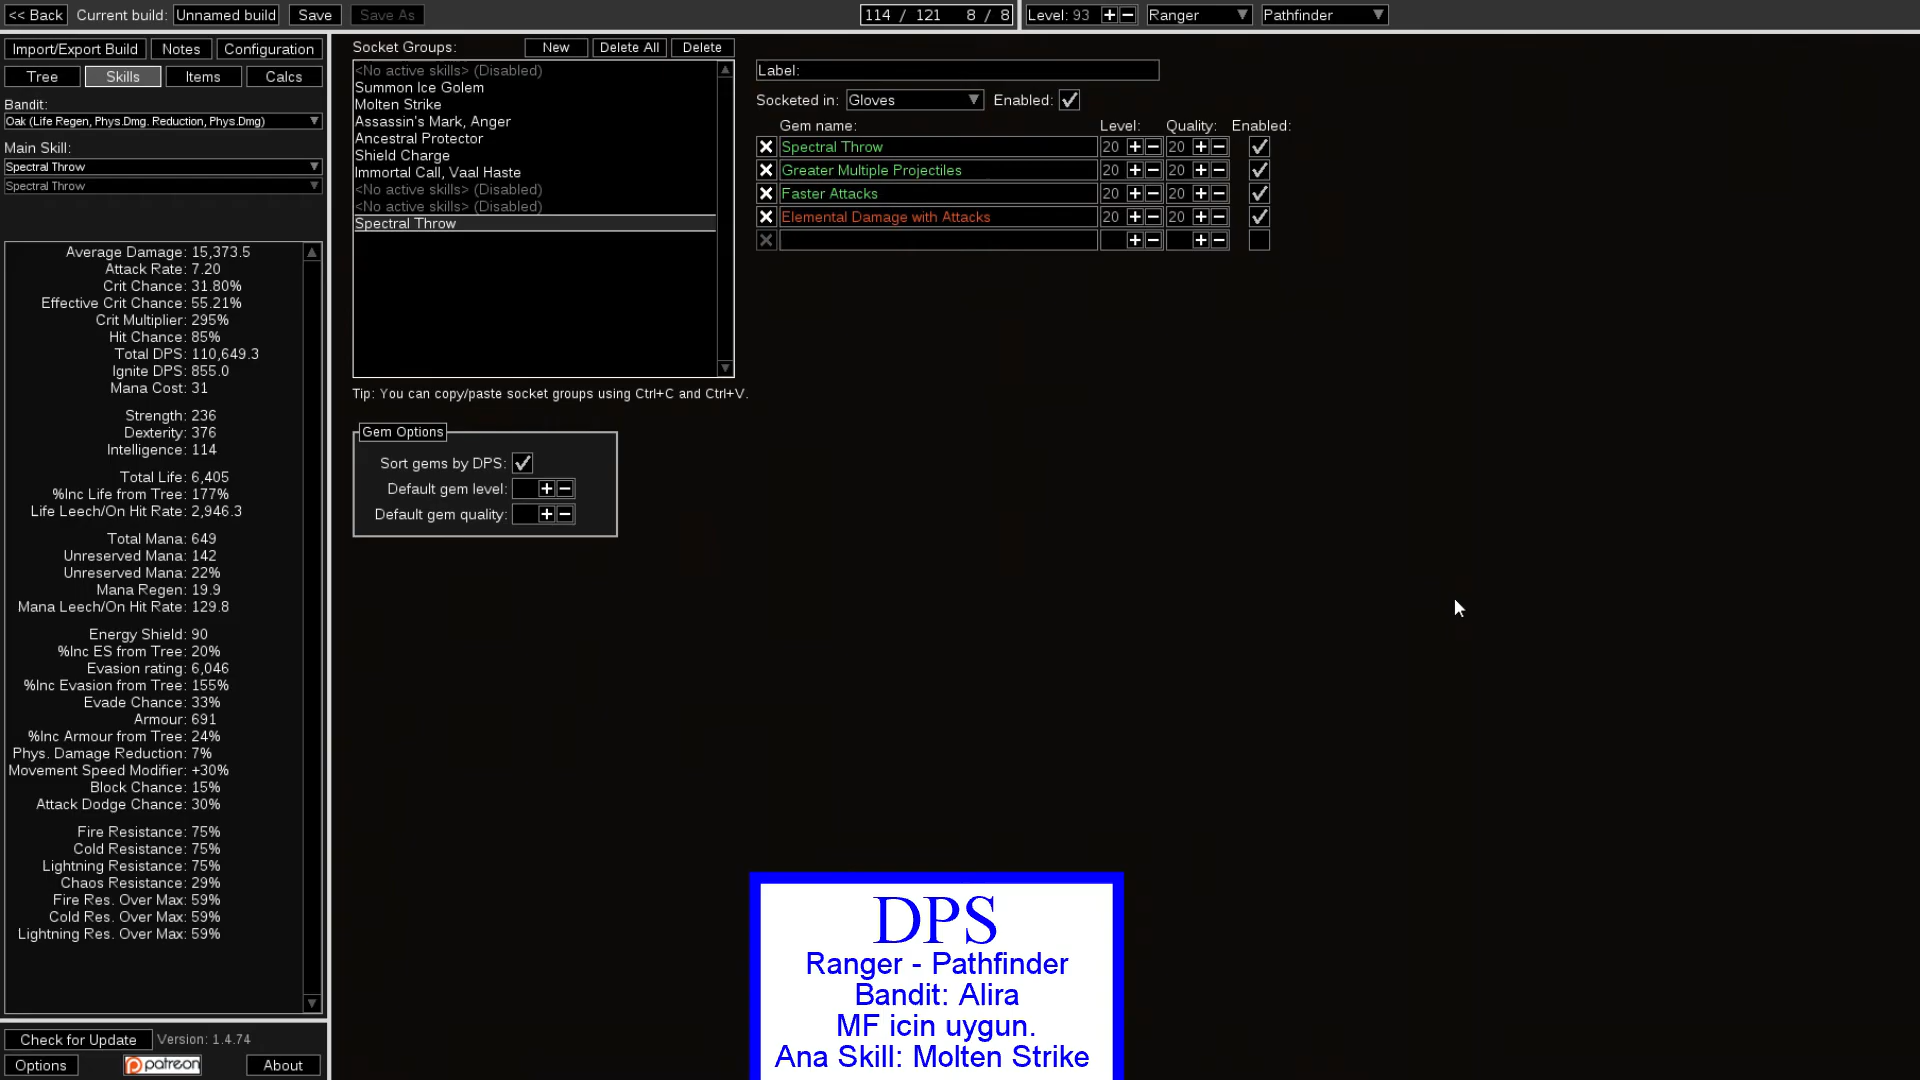 << Back
Current build: Unnamed build
Save
Save As
114 / 121 8 / 8
Level: 93
Ranger
Pathfinder
Import/Export Build
Notes
Configuration
Tree
Skills
Items
Calcs
Bandit:
Oak (Life Regen, Phys.Dmg. Reduction, Phys.Dmg)
Main Skill:
Spectral Throw
Spectral Throw
Average Damage: 15,373.5
Attack Rate: 7.20
Crit Chance: 31.80%
Effective Crit Chance: 55.21%
Crit Multiplier: 295%
Hit Chance: 85%
Total DPS: 110,649.3
Ignite DPS: 855.0
Mana Cost: 31
Strength: 236
Dexterity: 376
Intelligence: 114
Total Life: 6,405
%Inc Life from Tree: 177%
Life Leech/On Hit Rate: 2,946.3
Total Mana: 649
Unreserved Mana: 142
Unreserved Mana: 22%
Mana Regen: 19.9
Mana Leech/On Hit Rate: 129.8
Energy Shield: 90
%Inc ES from Tree: 20%
Evasion rating: 6,046
%Inc Evasion from Tree: 155%
Evade Chance: 33%
Armour: 691
%Inc Armour from Tree: 24%
Phys. Damage Reduction: 7%
Movement Speed Modifier: +30%
Block Chance: 15%
Attack Dodge Chance: 30%
Fire Resistance: 75%
Cold Resistance: 75%
Lightning Resistance: 75%
Chaos Resistance: 29%
Fire Res. Over Max: 59%
Cold Res. Over Max: 59%
Lightning Res. Over Max: 59%
Check for Update
Version: 1.4.74
Options
patreon
About
Socket Groups:
New
Delete All
Delete
<No active skills> (Disabled)
Summon Ice Golem
Molten Strike
Assassin's Mark, Anger
Ancestral Protector
Shield Charge
Immortal Call, Vaal Haste
<No active skills> (Disabled)
<No active skills> (Disabled)
Spectral Throw
Tip: You can copy/paste socket groups using Ctrl+C and Ctrl+V.
Gem Options
Sort gems by DPS:
Default gem level:
Default gem quality:
Label:
Socketed in: Gloves
Enabled:
Gem name: Level: Quality: Enabled:
Spectral Throw 20 20
Greater Multiple Projectiles 20 20
Faster Attacks 20 20
Elemental Damage with Attacks 20 20
DPS
Ranger - Pathfinder
Bandit: Alira
MF icin uygun.
Ana Skill: Molten Strike